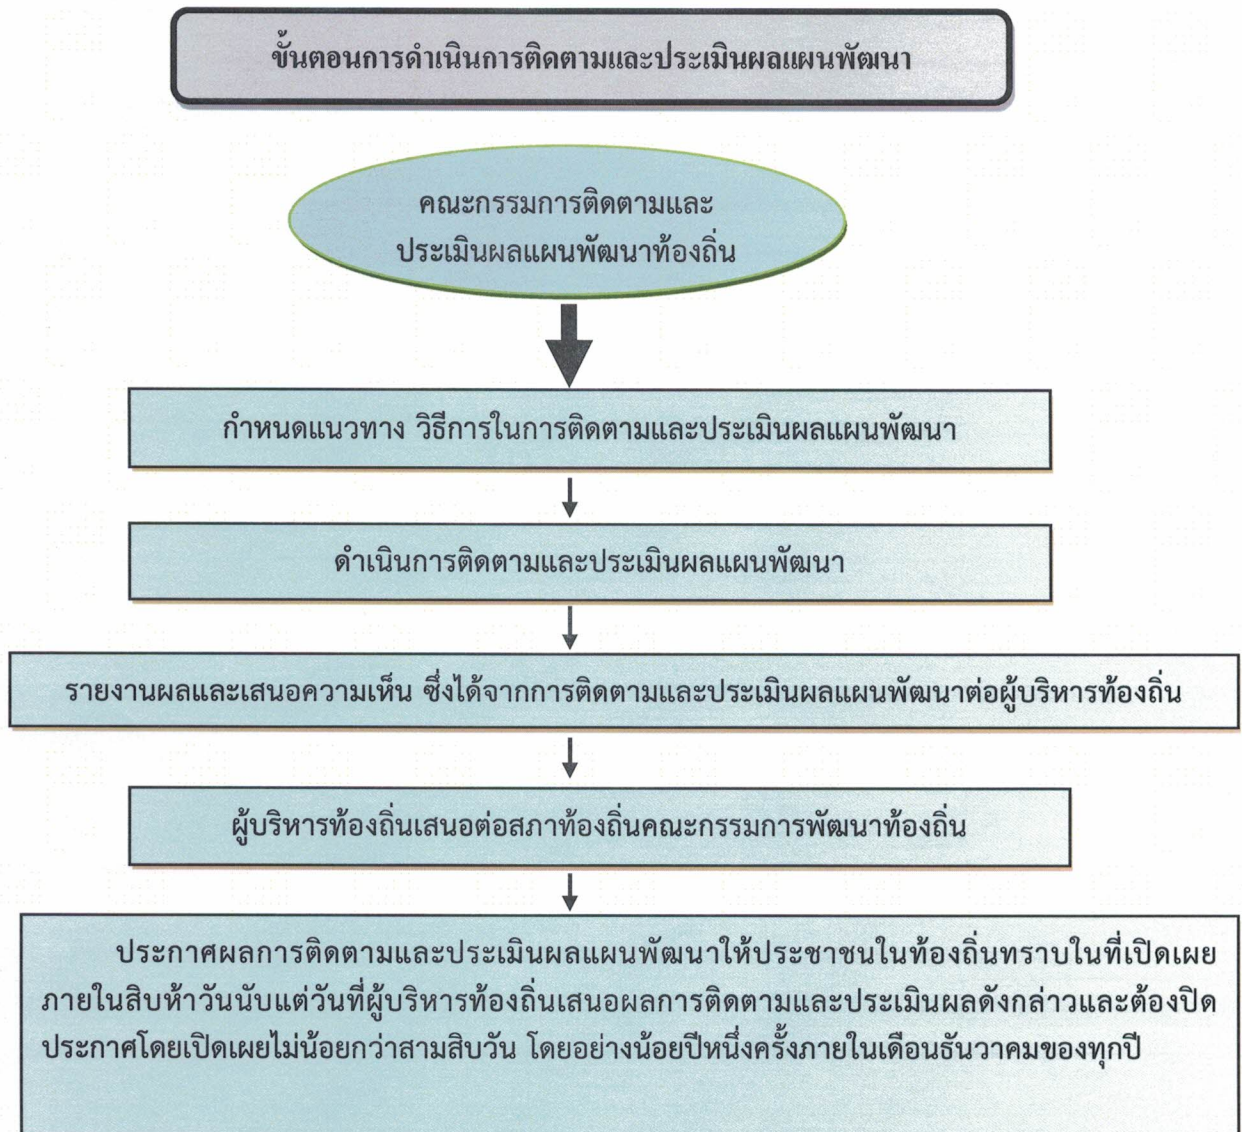 ขั้นตอนการดำเนินการติดตามและประเมินผลแผนพัฒนา
คณะกรรมการติดตามและ
ประเมินผลแผนพัฒนาท้องถิ่น
กำหนดแนวทาง วิธีการในการติดตามและประเมินผลแผนพัฒนา
ดำเนินการติดตามและประเมินผลแผนพัฒนา
รายงานผลและเสนอความเห็น ซึ่งได้จากการติดตามและประเมินผลแผนพัฒนาต่อผู้บริหารท้องถิ่น
ผู้บริหารท้องถิ่นเสนอต่อสภาท้องถิ่นคณะกรรมการพัฒนาท้องถิ่น
ประกาศผลการติดตามและประเมินผลแผนพัฒนาให้ประชาชนในท้องถิ่นทราบในที่เปิดเผย
ภายในสิบห้าวันนับแต่วันที่ผู้บริหารท้องถิ่นเสนอผลการติดตามและประเมินผลดังกล่าวและต้องปิด
ประกาศโดยเปิดเผยไม่น้อยกว่าสามสิบวัน โดยอย่างน้อยปีหนึ่งครั้งภายในเดือนธันวาคมของทุกปี